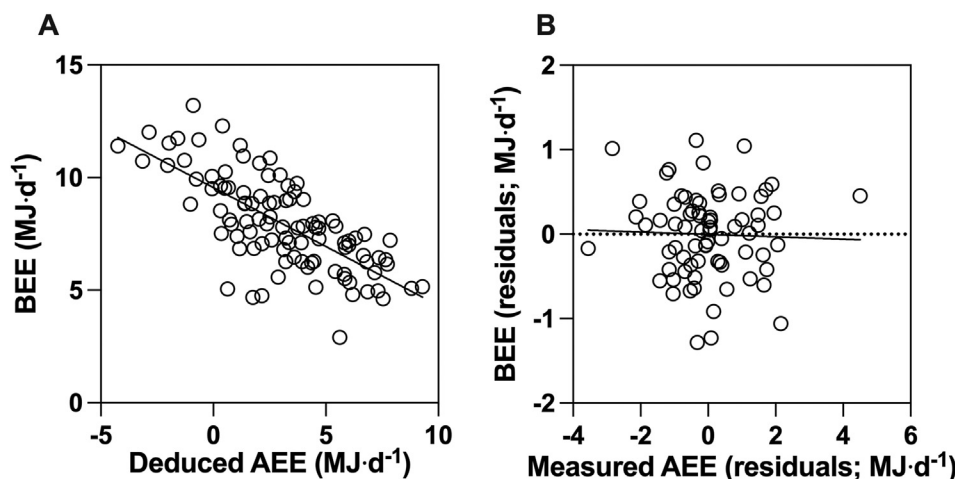 A
15
10
5
0
BEE (MJ·d⁻¹)
-5 0 5 10
Deduced AEE (MJ·d⁻¹)
B
2
1
0
-1
-2
BEE (residuals; MJ·d⁻¹)
-4 -2 0 2 4 6
Measured AEE (residuals; MJ·d⁻¹)